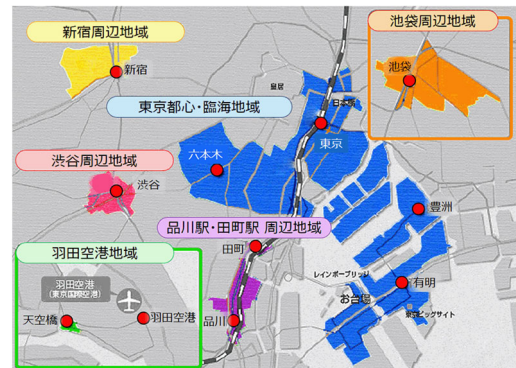 新宿周辺地域
池袋周辺地域
新宿
池袋
皇居
日本橋
東京都心・臨海地域
東京
六本木
渋谷周辺地域
渋谷
豊洲
品川駅・田町駅 周辺地域
田町
羽田空港地域
レインボーブリッジ
有明
羽田空港
(東京国際空港)
お台場
天空橋
羽田空港
品川
東京ビッグサイト